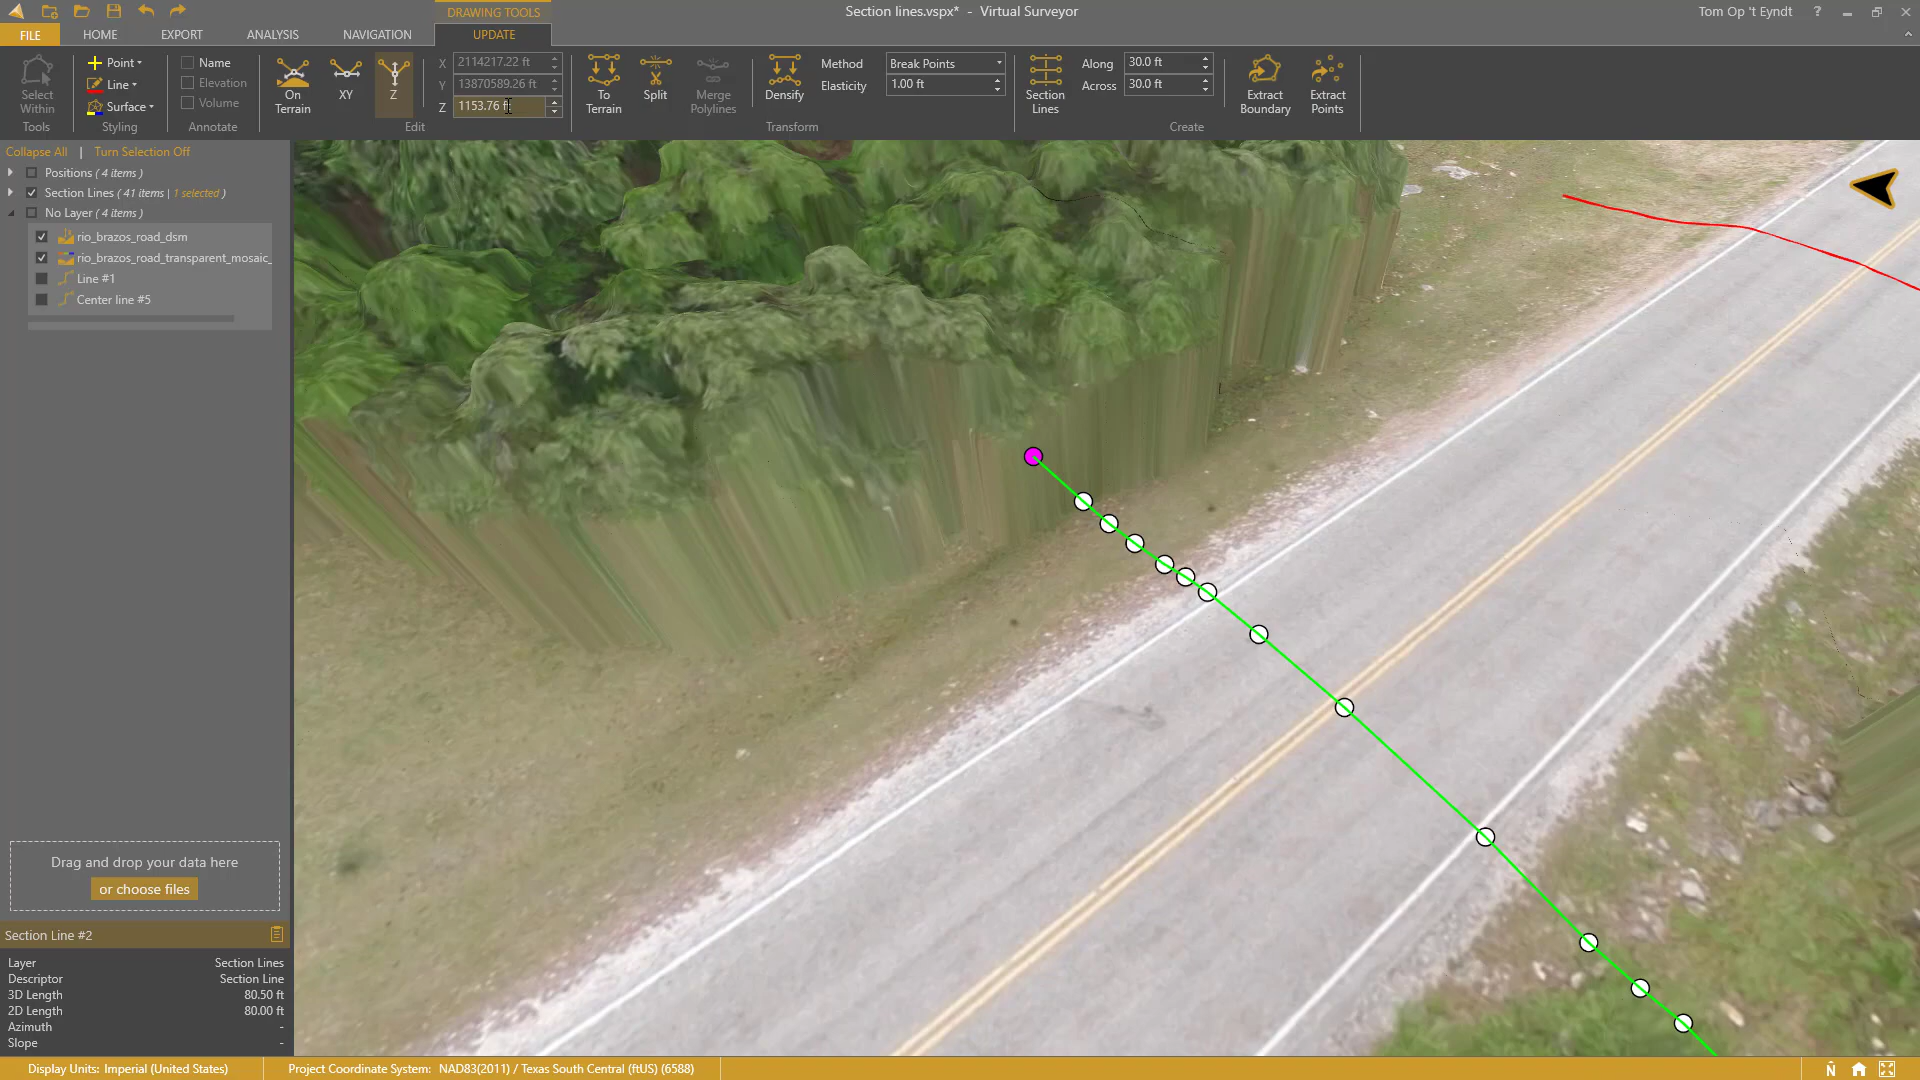 DRAWING TOOLS
Section lines.vspx* - Virtual Surveyor
Tom Op 't Eyndt
?
FILE
HOME
EXPORT
ANALYSIS
NAVIGATION
UPDATE
Select Within
Tools
Point
Line
Surface
Styling
Name
Elevation
Volume
Annotate
On Terrain
XY
Z
X 2114217.22 ft
Y 13870589.26 ft
Z 1153.76 ft
Edit
To Terrain
Split
Merge Polylines
Densify
Method Break Points
Elasticity 1.00 ft
Transform
Section Lines
Along 30.0 ft
Across 30.0 ft
Extract Boundary
Extract Points
Create
Collapse All | Turn Selection Off
Positions ( 4 items )
Section Lines ( 41 items | 1 selected )
No Layer ( 4 items )
rio_brazos_road_dsm
rio_brazos_road_transparent_mosaic_
Line #1
Center line #5
Drag and drop your data here
or choose files
Section Line #2
Layer Section Lines
Descriptor Section Line
3D Length 80.50 ft
2D Length 80.00 ft
Azimuth -
Slope -
Display Units: Imperial (United States)
Project Coordinate System: NAD83(2011) / Texas South Central (ftUS) (6588)
N